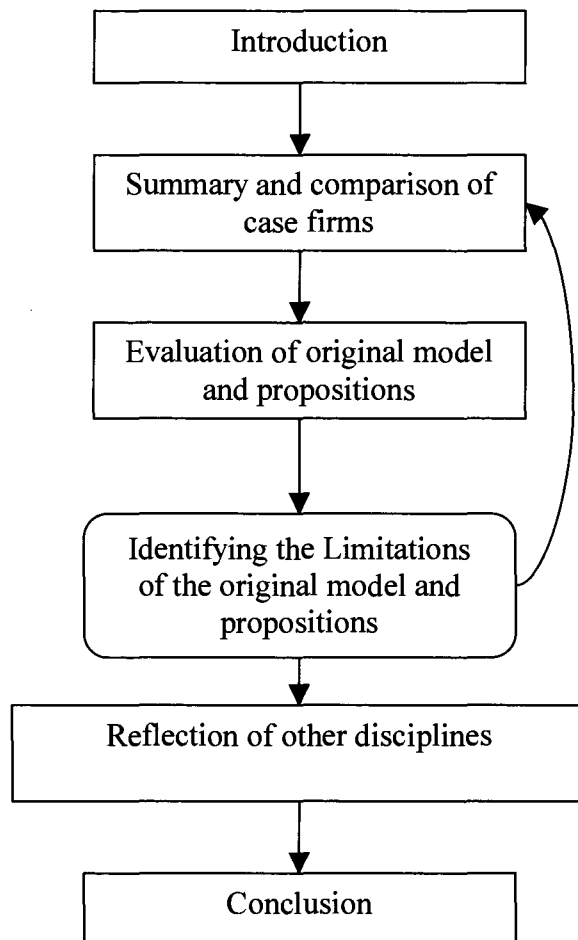 Introduction
Summary and comparison of
case firms
Evaluation of original model
and propositions
Identifying the Limitations
of the original model and
propositions
Reflection of other disciplines
Conclusion